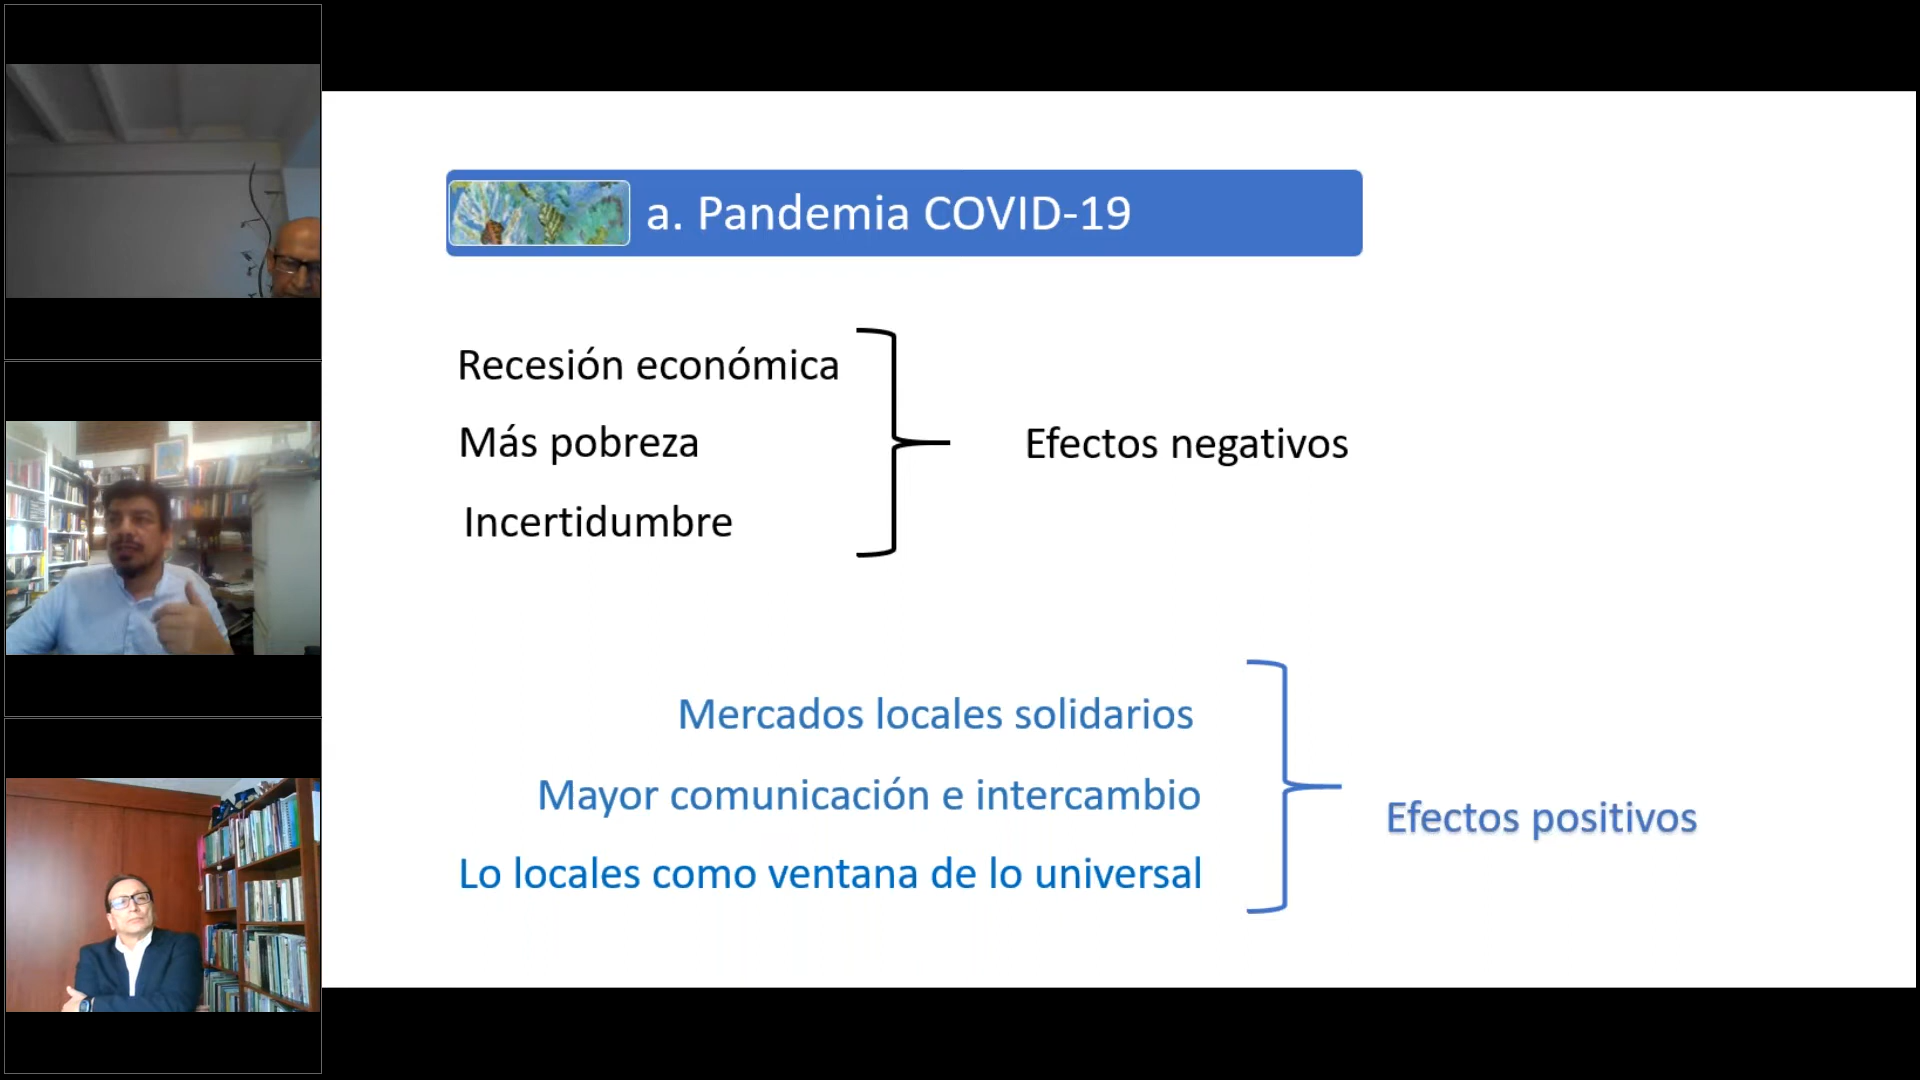 a. Pandemia COVID-19
Recesión económica
Más pobreza
Incertidumbre
Efectos negativos
Mercados locales solidarios
Mayor comunicación e intercambio
Lo locales como ventana de lo universal
Efectos positivos